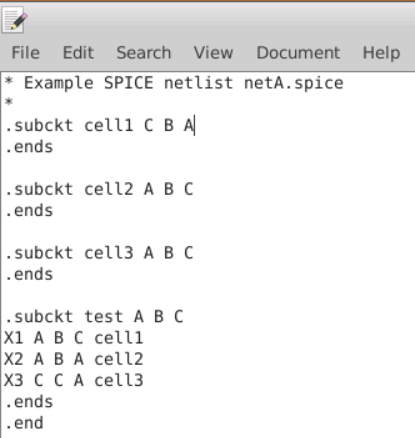 File Edit Search View Document Help
* Example SPICE netlist netA.spice
*
.subckt cell1 C B A
.ends
.subckt cell2 A B C
.ends
.subckt cell3 A B C
.ends
.subckt test A B C
X1 A B C cell1
X2 A B A cell2
X3 C C A cell3
.ends
.end